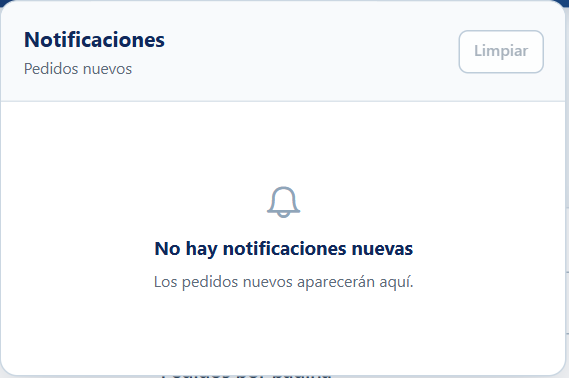 Notificaciones
Limpiar
Pedidos nuevos
No hay notificaciones nuevas
Los pedidos nuevos aparecerán aquí.